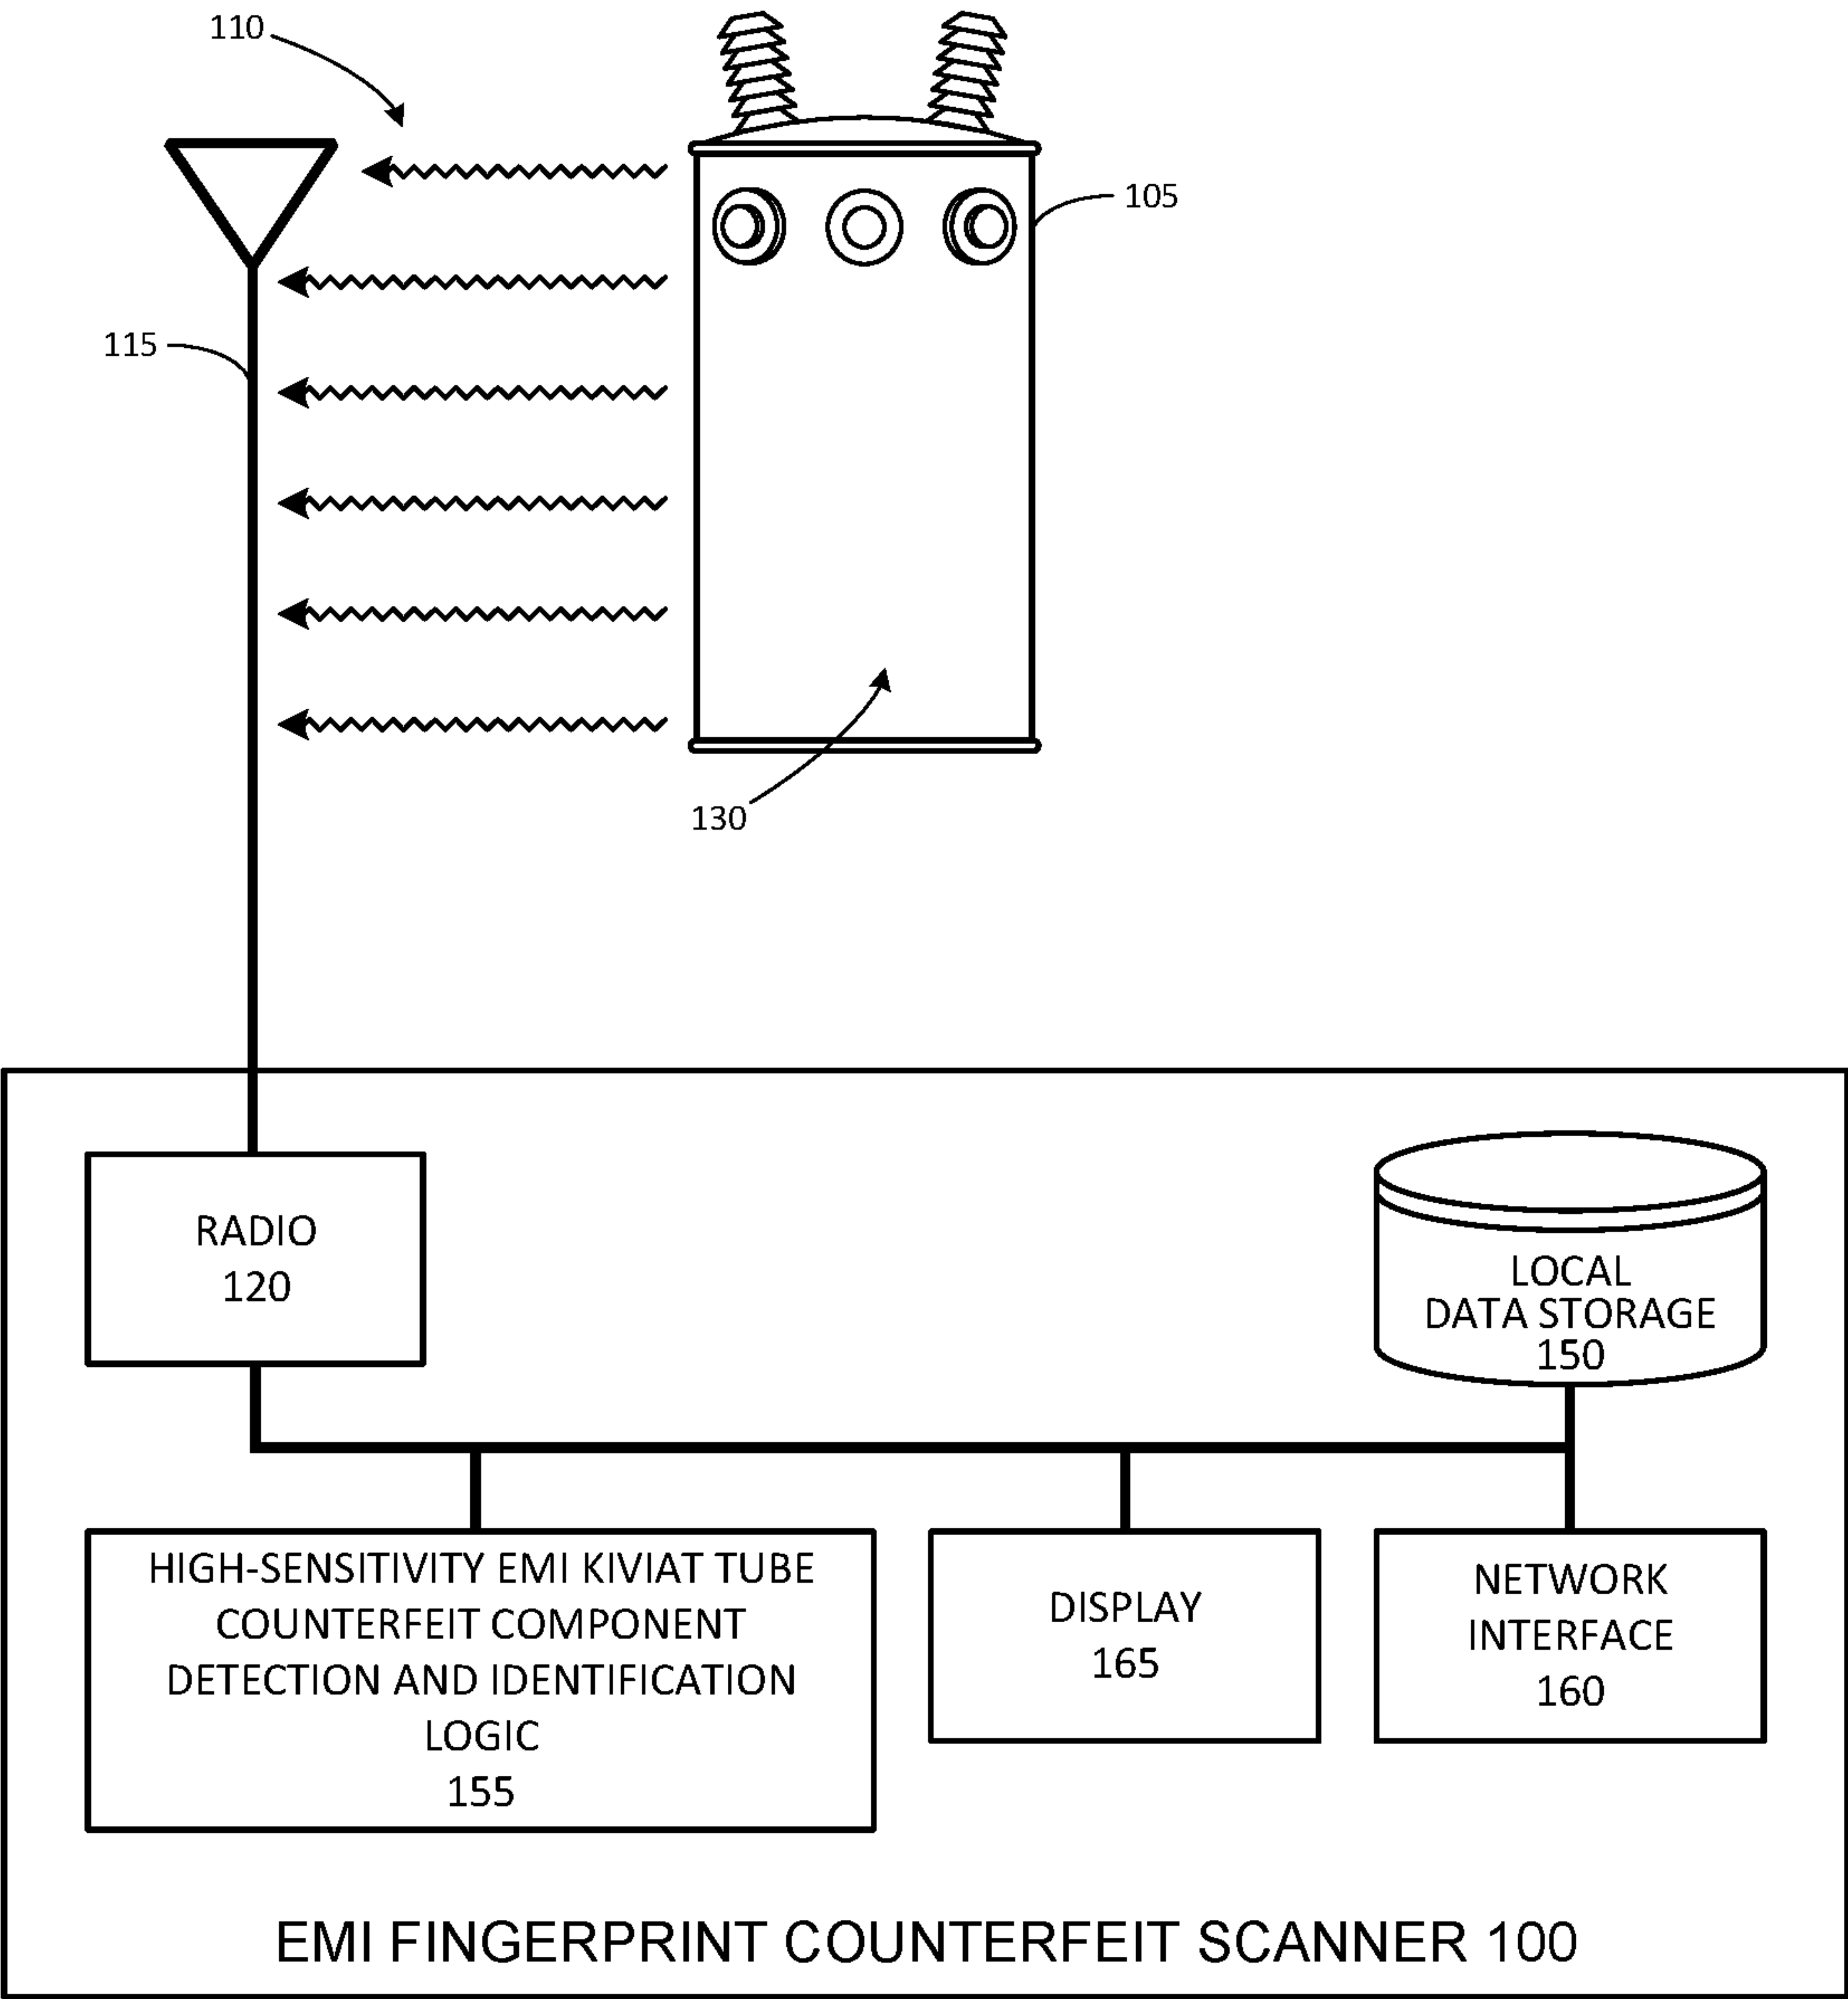 110
105
115
130
RADIO
120
LOCAL
DATA STORAGE
150
HIGH-SENSITIVITY EMI KIVIAT TUBE
COUNTERFEIT COMPONENT
DETECTION AND IDENTIFICATION
LOGIC
155
DISPLAY
165
NETWORK
INTERFACE
160
EMI FINGERPRINT COUNTERFEIT SCANNER 100